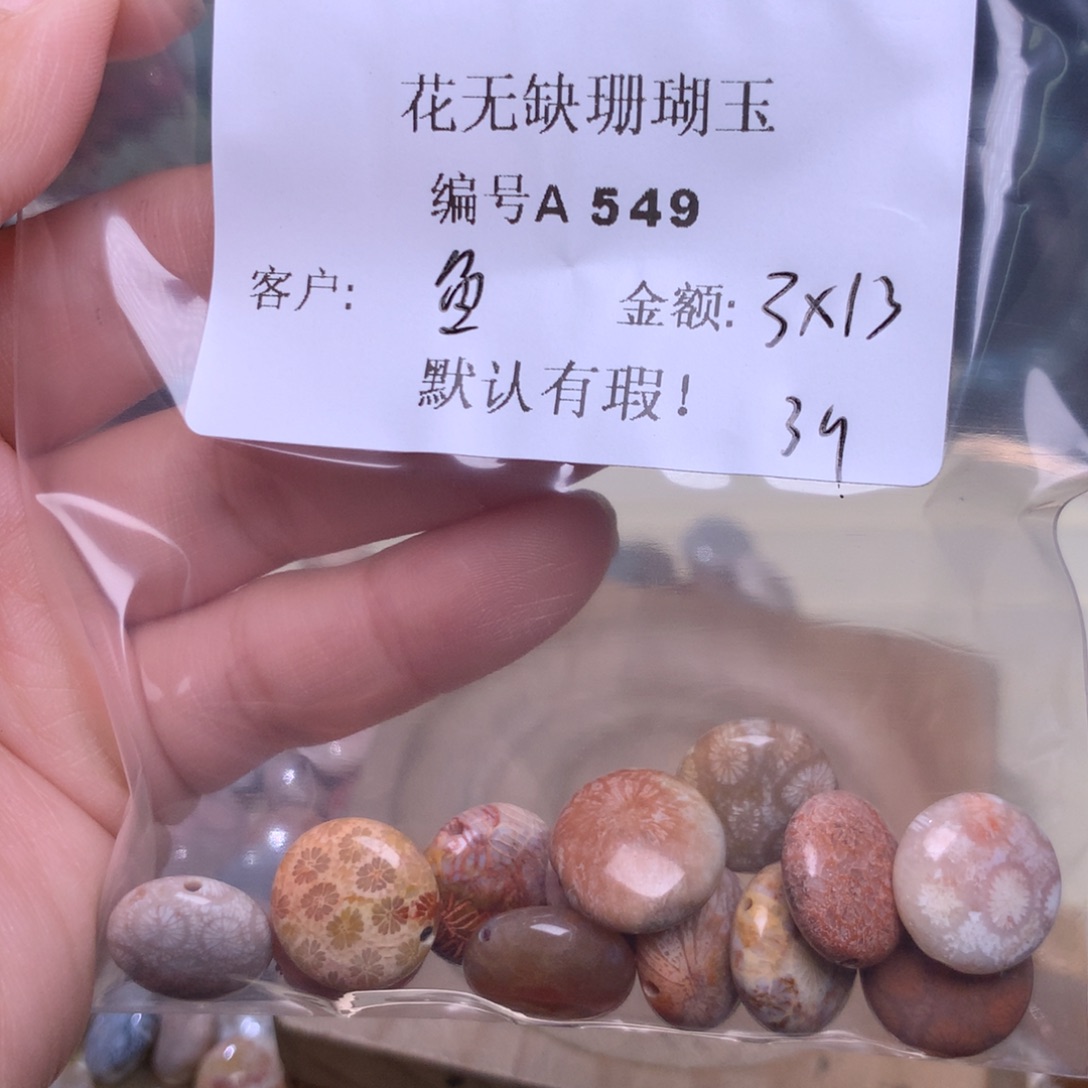 花无缺珊瑚玉
编号A 549
客户: 鱼 金额: 3×13
默认有瑕! 39